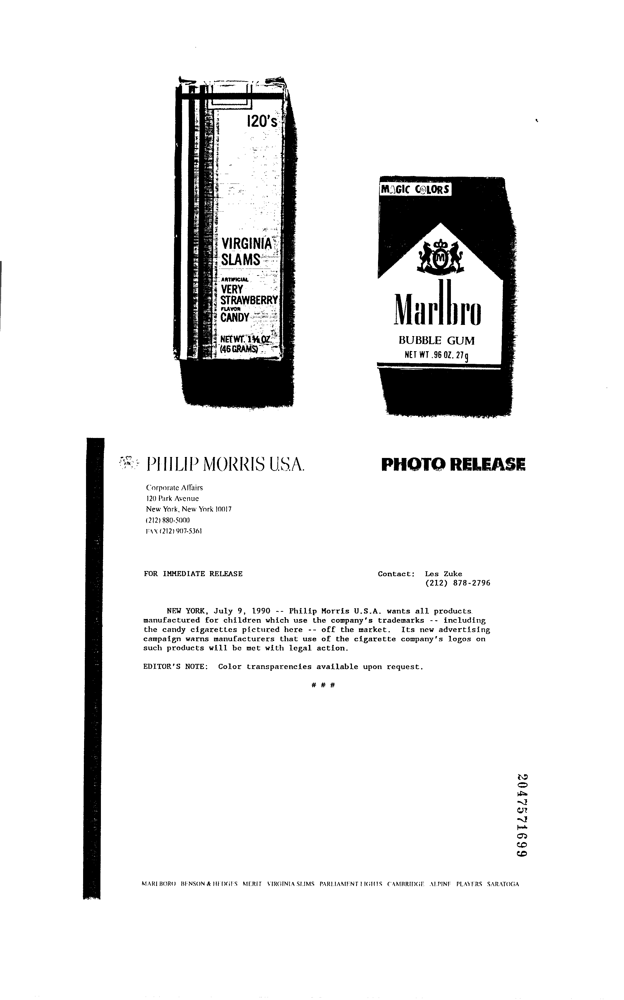 120's
VIRGINIA
SLAMS
ARTIFICIAL
VERY
STRAWBERRY
FLAVOR
CANDY
NET WT. 1⅝ OZ.
(46 GRAMS)
MAGIC COLORS
M
Marlbro
BUBBLE GUM
NET WT .96 OZ. 27g
PHILIP MORRIS U.S.A.
PHOTO RELEASE
Corporate Affairs
120 Park Avenue
New York, New York 10017
(212) 880-5000
FAX (212) 907-5361
FOR IMMEDIATE RELEASE
Contact: Les Zuke
(212) 878-2796
NEW YORK, July 9, 1990 -- Philip Morris U.S.A. wants all products
manufactured for children which use the company's trademarks -- including
the candy cigarettes pictured here -- off the market. Its new advertising
campaign warns manufacturers that use of the cigarette company's logos on
such products will be met with legal action.
EDITOR'S NOTE: Color transparencies available upon request.
# # #
2047571699
MARLBORO BENSON & HEDGES MERIT VIRGINIA SLIMS PARLIAMENT LIGHTS CAMBRIDGE ALPINE PLAYERS SARATOGA